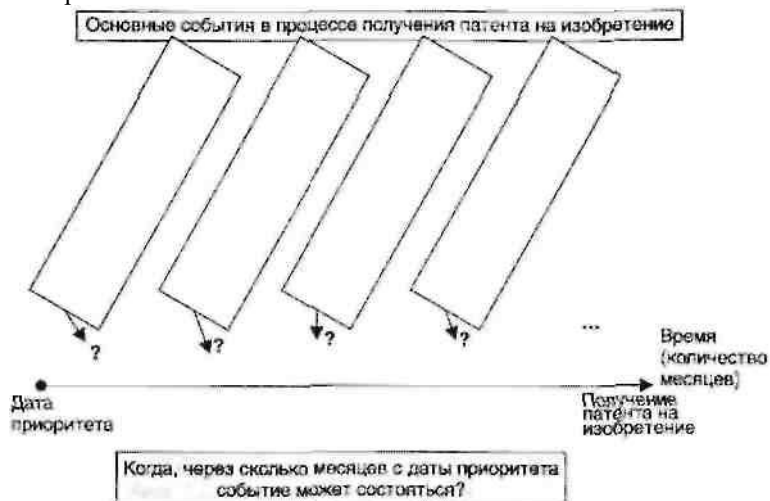 Основные события в процессе получения патента на изобретение
?
?
?
?
...
Время
(количество
месяцев)
Дата
приоритета
Получение
патента на
изобретение
Когда, через сколько месяцев с даты приоритета
событие может состояться?